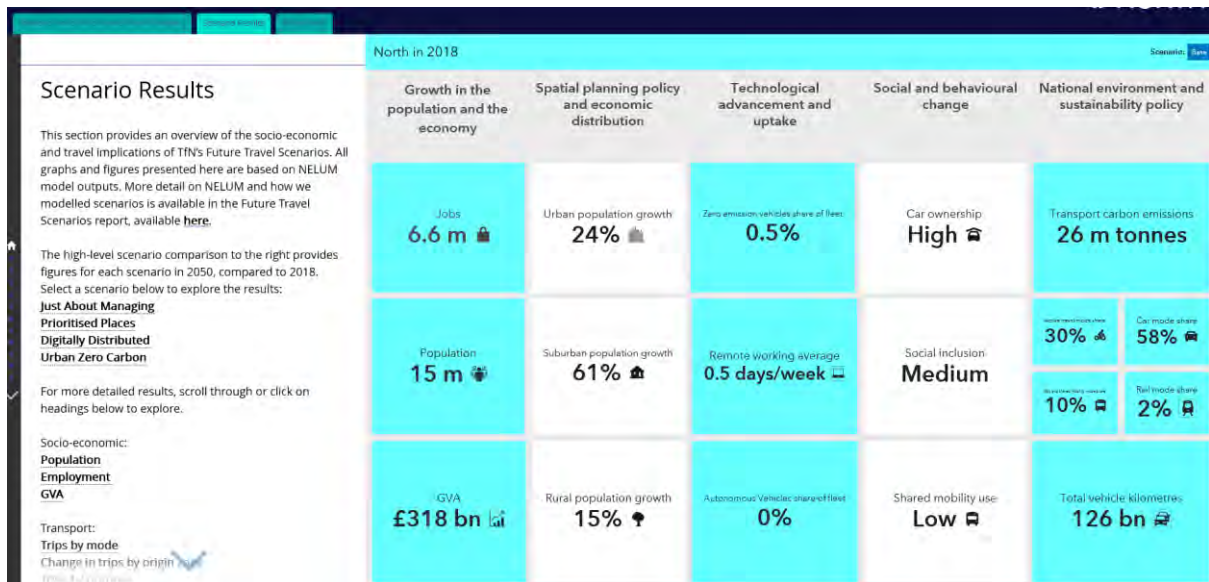 Scenario Results
North in 2018
Scenario:
Scenario Results
This section provides an overview of the socio-economic
and travel implications of TfN's Future Travel Scenarios. All
graphs and figures presented here are based on NELUM
model outputs. More detail on NELUM and how we
modelled scenarios is available in the Future Travel
Scenarios report, available here.
The high-level scenario comparison to the right provides
figures for each scenario in 2050, compared to 2018.
Select a scenario below to explore the results:
Just About Managing
Prioritised Places
Digitally Distributed
Urban Zero Carbon
For more detailed results, scroll through or click on
headings below to explore.
Socio-economic:
Population
Employment
GVA
Transport:
Trips by mode
Change in trips by origin
Growth in the
population and the
economy
Jobs
6.6 m
Population
15 m
GVA
£318 bn
Spatial planning policy
and economic
distribution
Urban population growth
24%
Suburban population growth
61%
Rural population growth
15%
Technological
advancement and
uptake
Zero emission vehicles share of fleet
0.5%
Remote working average
0.5 days/week
Autonomous Vehicles share of fleet
0%
Social and behavioural
change
Car ownership
High
Social inclusion
Medium
Shared mobility use
Low
National environment and
sustainability policy
Transport carbon emissions
26 m tonnes
30%
Car mode share
58%
10%
Rail mode share
2%
Total vehicle kilometres
126 bn